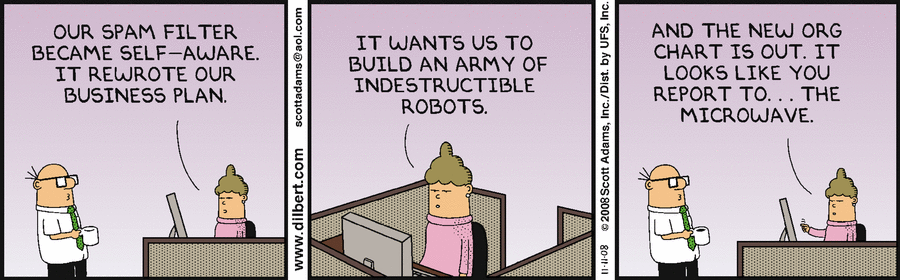 OUR SPAM FILTER
BECAME SELF-AWARE.
IT REWROTE OUR
BUSINESS PLAN.
www.dilbert.com scottadams@aol.com
IT WANTS US TO
BUILD AN ARMY OF
INDESTRUCTIBLE
ROBOTS.
11-11-08 © 2008 Scott Adams, Inc./Dist. by UFS, Inc.
AND THE NEW ORG
CHART IS OUT. IT
LOOKS LIKE YOU
REPORT TO... THE
MICROWAVE.